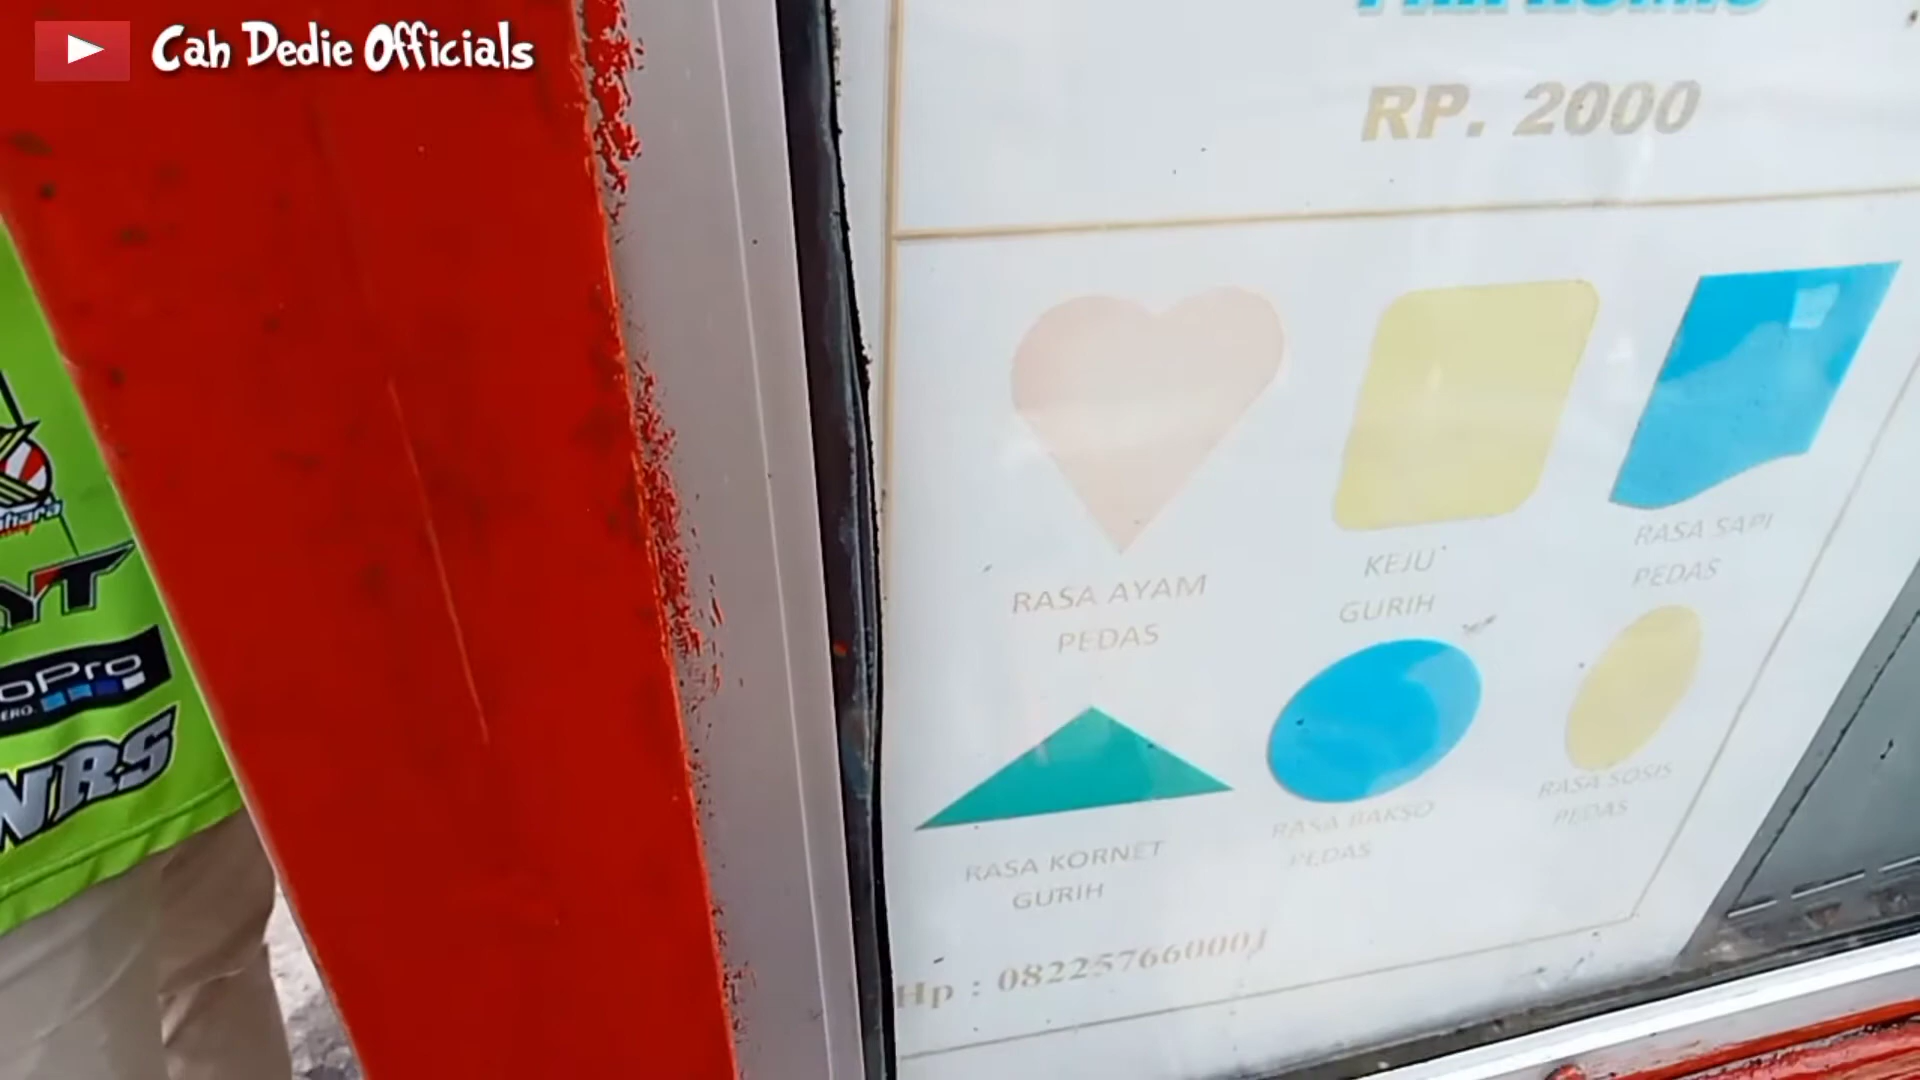 Cah Dedie Officials
RP. 2000
RASA AYAM
PEDAS
KEJU
GURIH
RASA SAPI
PEDAS
RASA KORNET
GURIH
RASA BAKSO
PEDAS
RASA SOSIS
PEDAS
Hp : 082257660001
WRS